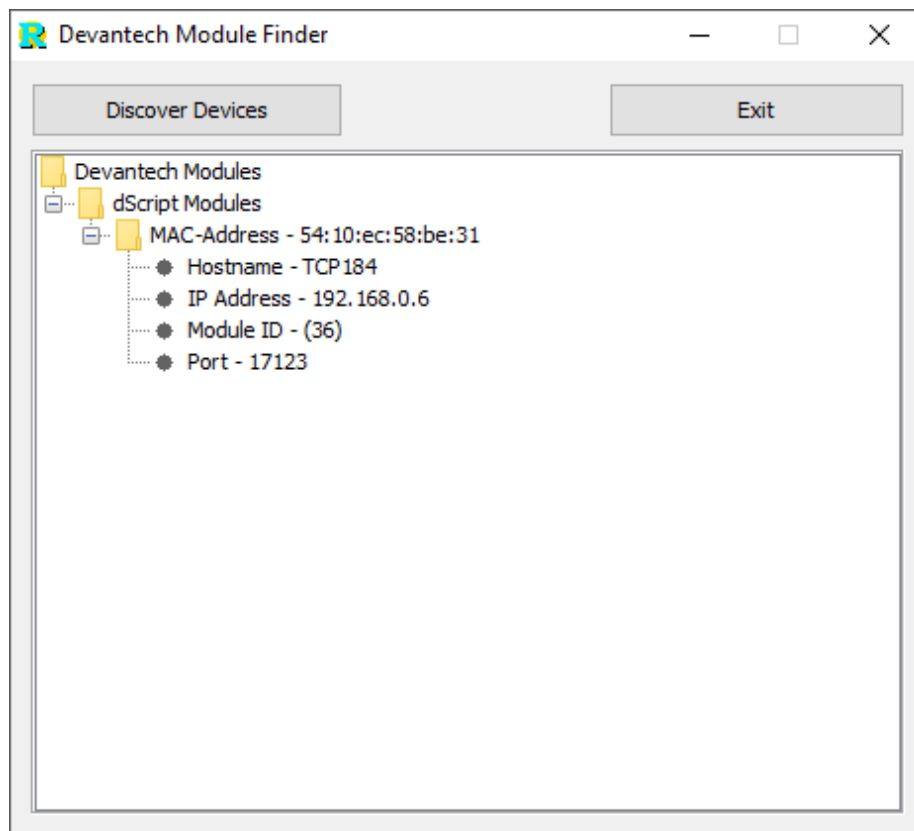 Devantech Module Finder
Discover Devices
Exit
Devantech Modules
dScript Modules
MAC-Address - 54:10:ec:58:be:31
Hostname - TCP184
IP Address - 192.168.0.6
Module ID - (36)
Port - 17123